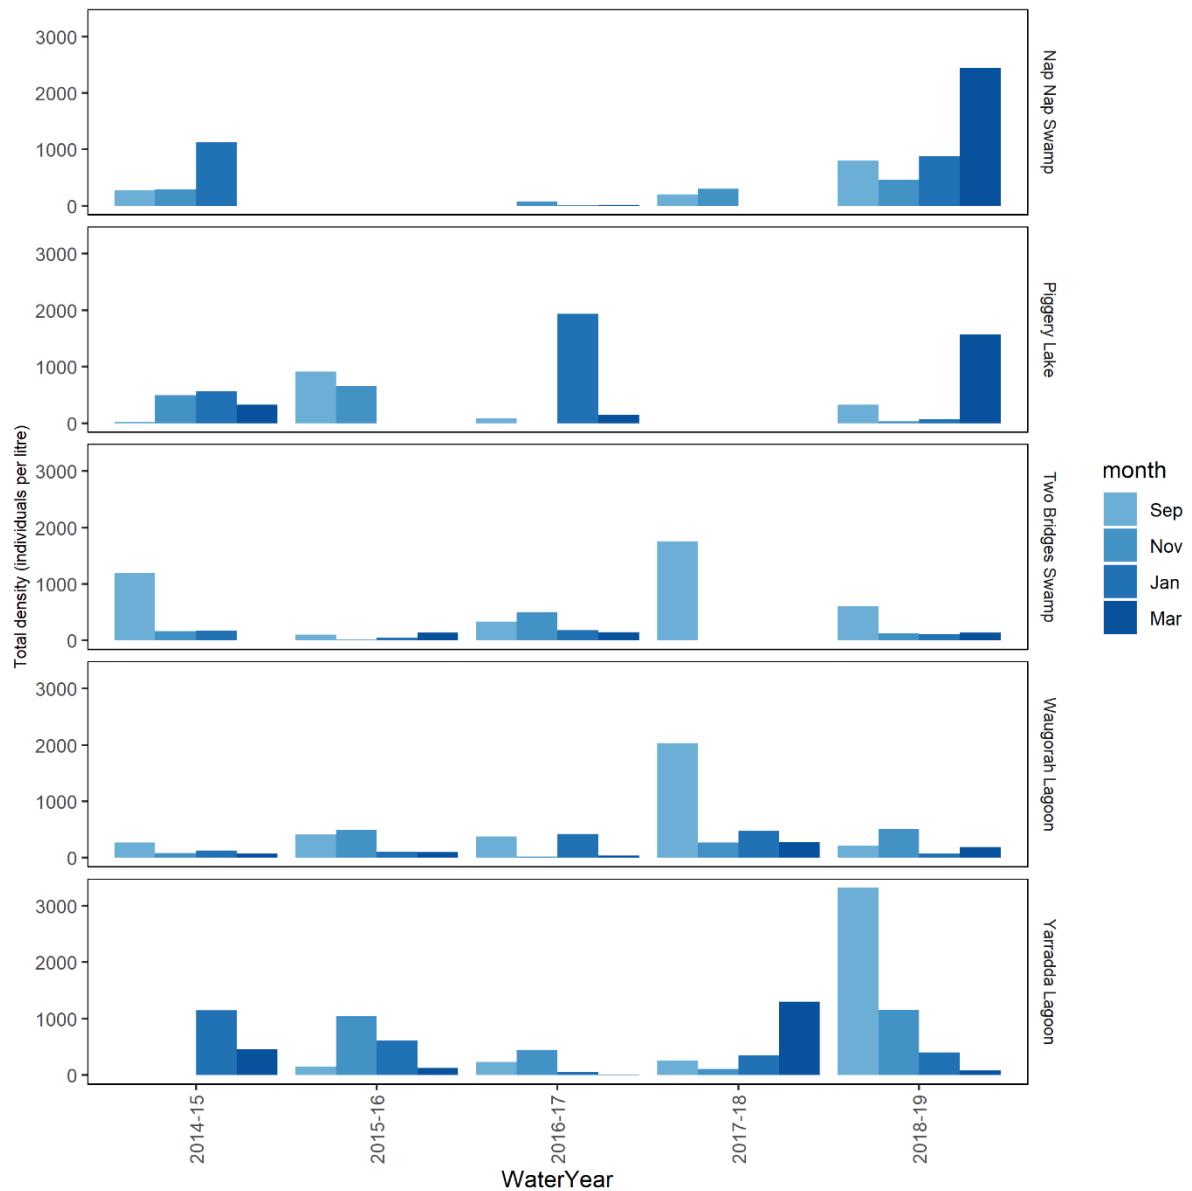 Total density (individuals per litre)
3000
2000
1000
0
Nap Nap Swamp
3000
2000
1000
0
Piggery Lake
3000
2000
1000
0
Two Bridges Swamp
3000
2000
1000
0
Waugorah Lagoon
3000
2000
1000
0
Yarradda Lagoon
2014-15
2015-16
2016-17
2017-18
2018-19
WaterYear
month
Sep
Nov
Jan
Mar